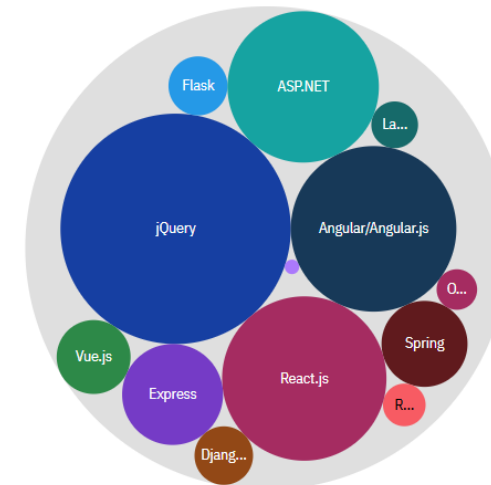 Flask
ASP.NET
La...
jQuery
Angular/Angular.js
O...
Vue.js
Spring
React.js
Express
R...
Djang...